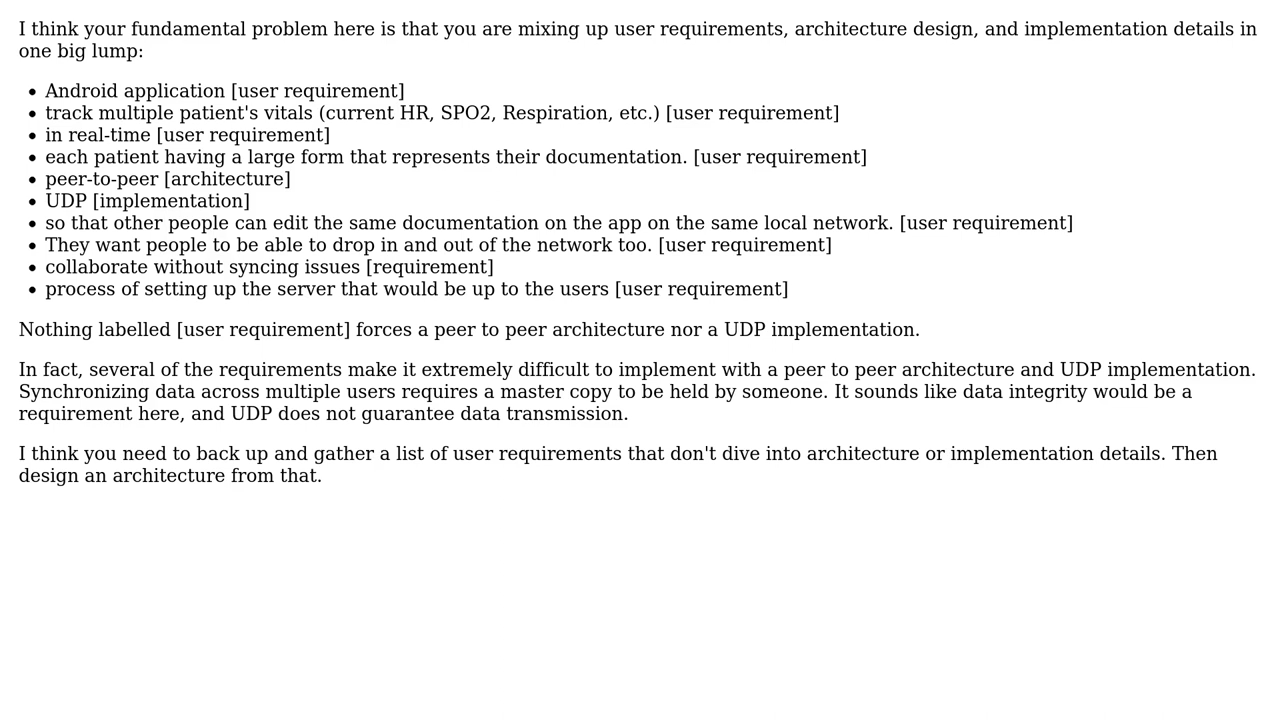 I think your fundamental problem here is that you are mixing up user requirements, architecture design, and implementation details in
one big lump:
• Android application [user requirement]
• track multiple patient's vitals (current HR, SPO2, Respiration, etc.) [user requirement]
• in real-time [user requirement]
• each patient having a large form that represents their documentation. [user requirement]
• peer-to-peer [architecture]
• UDP [implementation]
• so that other people can edit the same documentation on the app on the same local network. [user requirement]
• They want people to be able to drop in and out of the network too. [user requirement]
• collaborate without syncing issues [requirement]
• process of setting up the server that would be up to the users [user requirement]
Nothing labelled [user requirement] forces a peer to peer architecture nor a UDP implementation.
In fact, several of the requirements make it extremely difficult to implement with a peer to peer architecture and UDP implementation.
Synchronizing data across multiple users requires a master copy to be held by someone. It sounds like data integrity would be a
requirement here, and UDP does not guarantee data transmission.
I think you need to back up and gather a list of user requirements that don't dive into architecture or implementation details. Then
design an architecture from that.